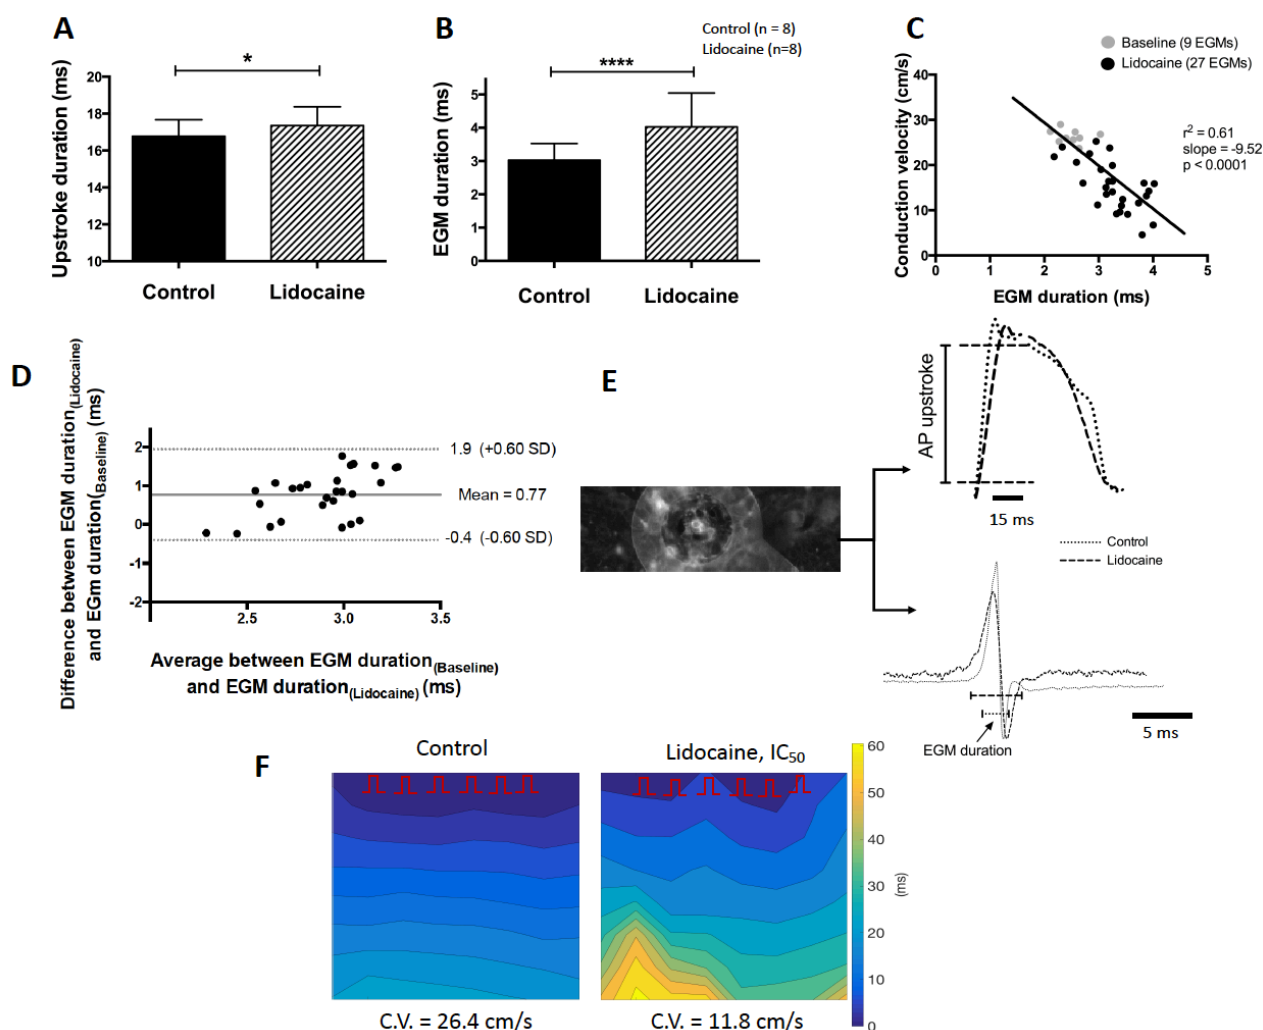 A
Upstroke duration (ms)
20
18
16
14
12
10
*
Control
Lidocaine
B
Control (n = 8)
Lidocaine (n=8)
EGM duration (ms)
5
4
3
2
1
0
****
Control
Lidocaine
C
Baseline (9 EGMs)
Lidocaine (27 EGMs)
Conduction velocity (cm/s)
40
30
20
10
0
r2 = 0.61
slope = -9.52
p < 0.0001
0 1 2 3 4 5
EGM duration (ms)
D
Difference between EGM duration(Lidocaine)
and EGm duration(Baseline) (ms)
2
1
0
-1
-2
1.9 (+0.60 SD)
Mean = 0.77
-0.4 (-0.60 SD)
2.5 3.0 3.5
Average between EGM duration(Baseline)
and EGM duration(Lidocaine) (ms)
E
AP upstroke
15 ms
Control
Lidocaine
EGM duration
5 ms
F
Control
Lidocaine, IC50
60
50
40
30
20
10
0
(ms)
C.V. = 26.4 cm/s
C.V. = 11.8 cm/s